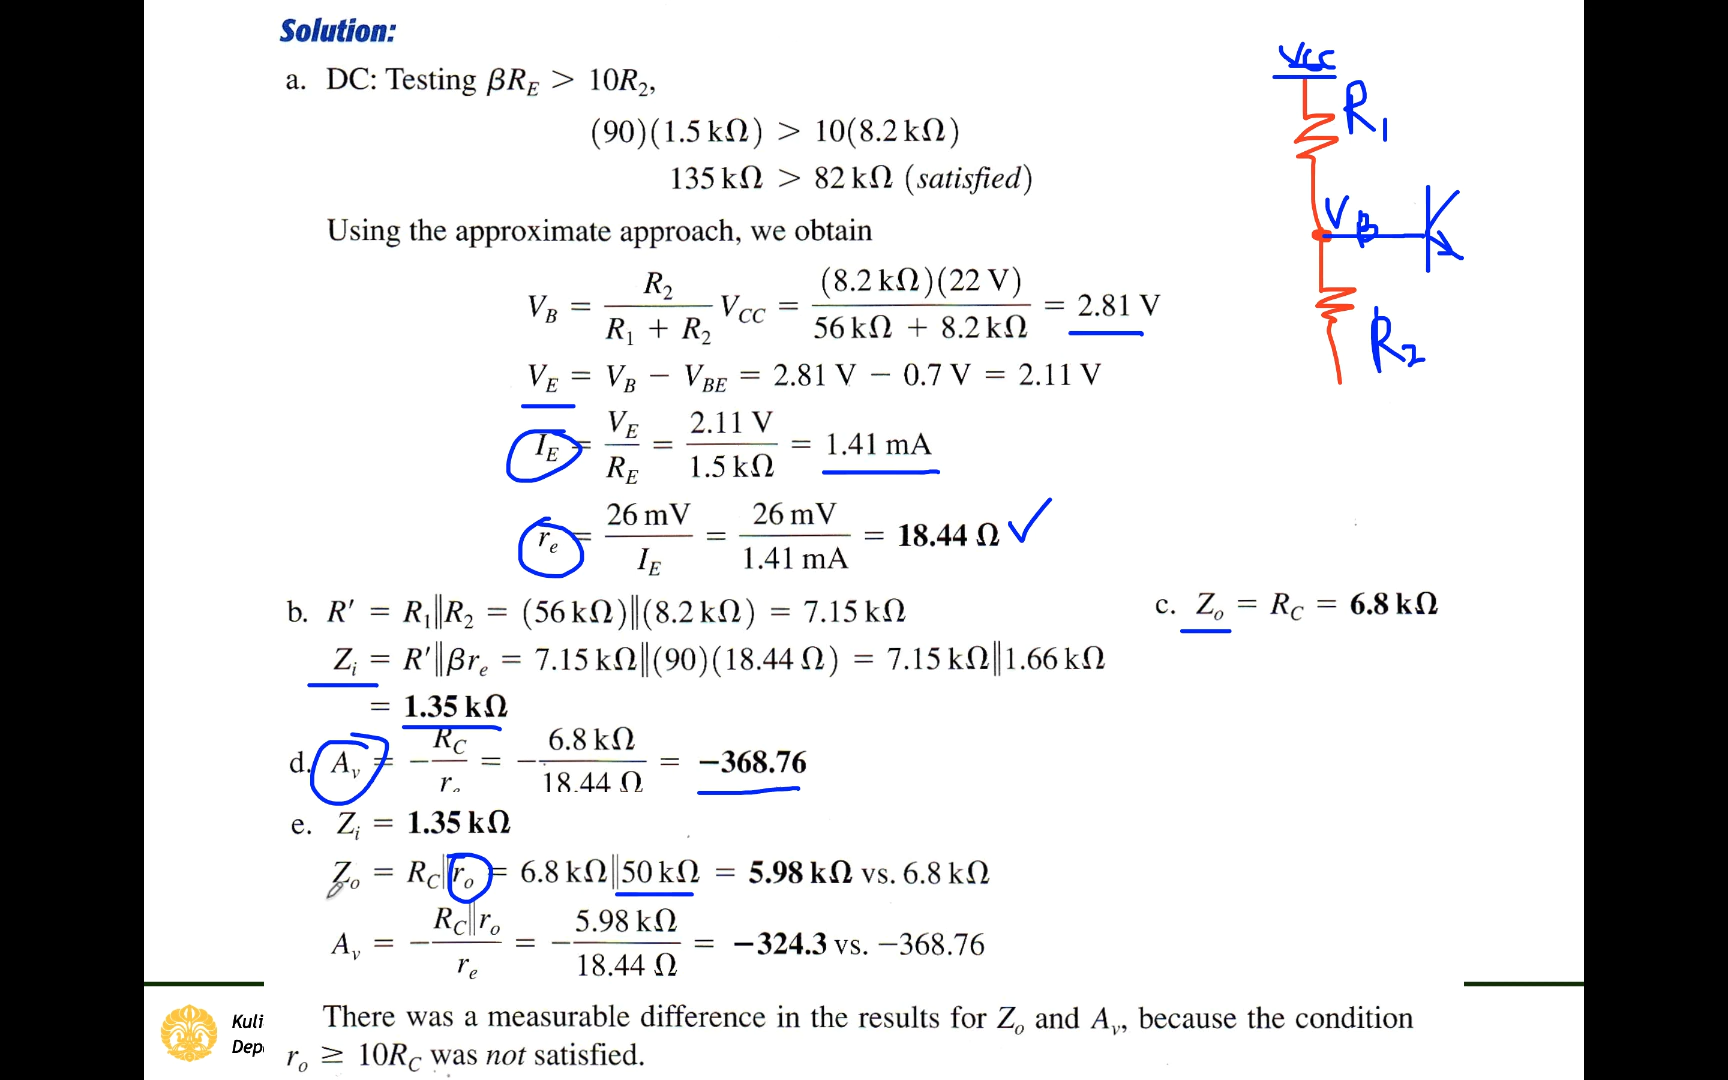 Solution:
a. DC: Testing βR_E > 10R_2,
(90)(1.5 kΩ) > 10(8.2 kΩ)
135 kΩ > 82 kΩ (satisfied)
Using the approximate approach, we obtain
V_B = R_2 / (R_1 + R_2) V_CC = (8.2 kΩ)(22 V) / (56 kΩ + 8.2 kΩ) = 2.81 V
V_E = V_B − V_BE = 2.81 V − 0.7 V = 2.11 V
I_E = V_E / R_E = 2.11 V / 1.5 kΩ = 1.41 mA
r_e = 26 mV / I_E = 26 mV / 1.41 mA = 18.44 Ω ✓
b. R′ = R_1∥R_2 = (56 kΩ)∥(8.2 kΩ) = 7.15 kΩ
Z_i = R′∥βr_e = 7.15 kΩ∥(90)(18.44 Ω) = 7.15 kΩ∥1.66 kΩ
= 1.35 kΩ
c. Z_o = R_C = 6.8 kΩ
d. A_v = −R_C / r_e = −6.8 kΩ / 18.44 Ω = −368.76
e. Z_i = 1.35 kΩ
Z_o = R_C∥r_o = 6.8 kΩ∥50 kΩ = 5.98 kΩ vs. 6.8 kΩ
A_v = −R_C∥r_o / r_e = −5.98 kΩ / 18.44 Ω = −324.3 vs. −368.76
There was a measurable difference in the results for Z_o and A_v, because the condition
r_o ≥ 10R_C was not satisfied.
VCC
R1
VB
R2
Kuli
Dep